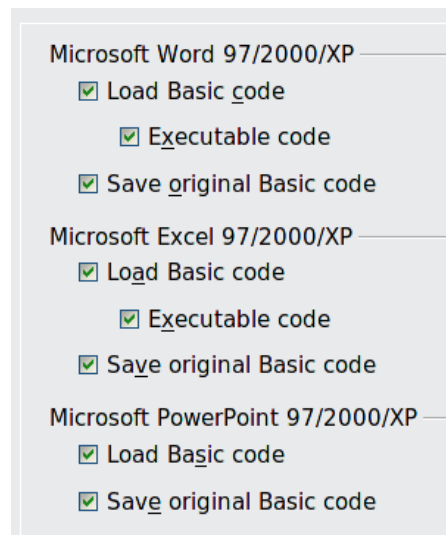 Microsoft Word 97/2000/XP
Load Basic code
Executable code
Save original Basic code
Microsoft Excel 97/2000/XP
Load Basic code
Executable code
Save original Basic code
Microsoft PowerPoint 97/2000/XP
Load Basic code
Save original Basic code